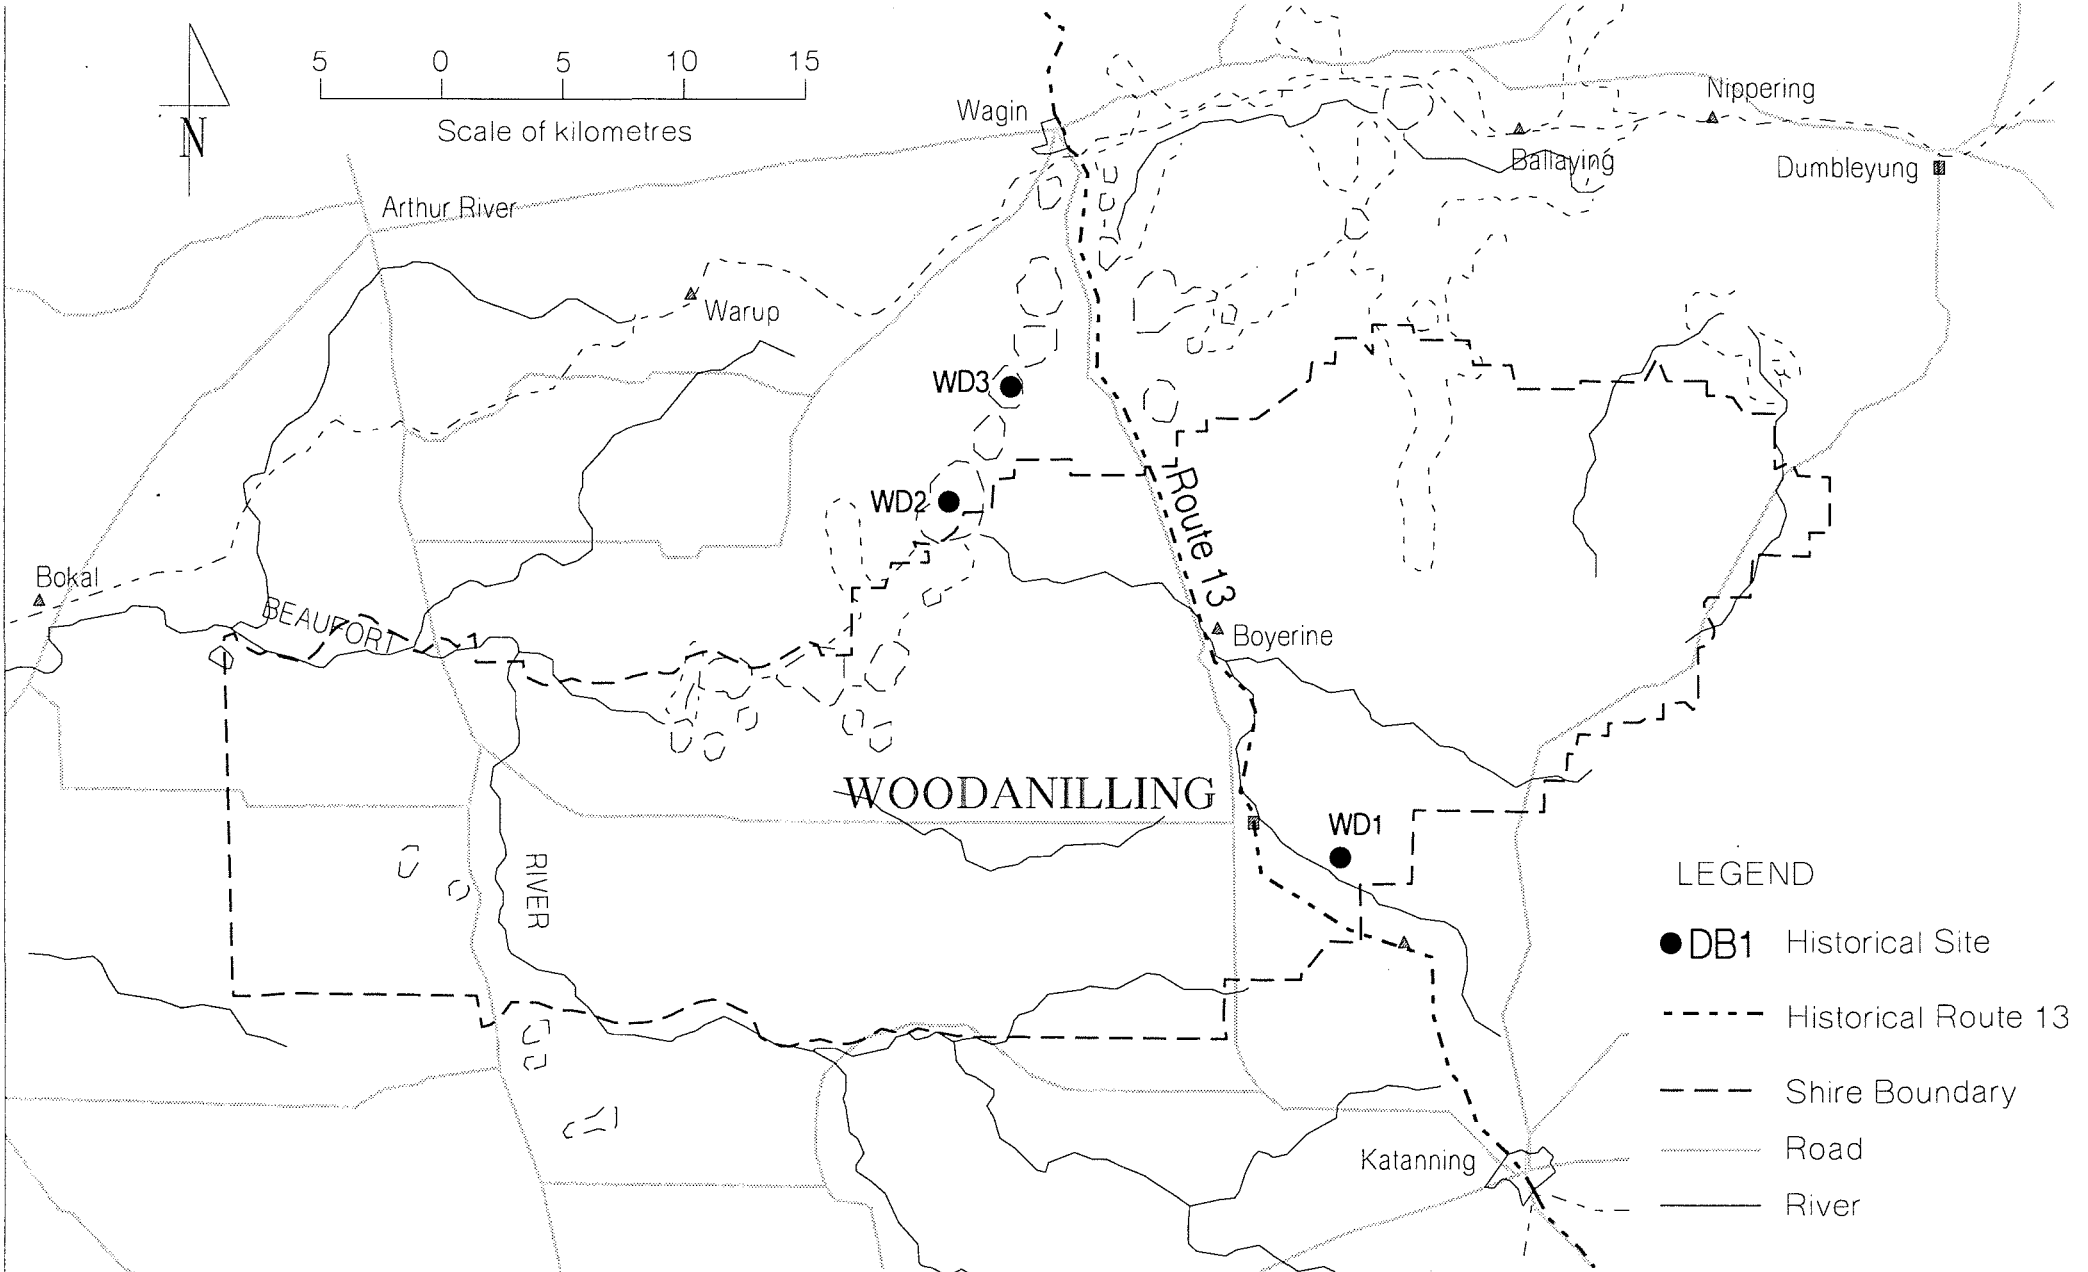 5 0 5 10 15
Scale of kilometres
N
Wagin
Nippering
Ballaying
Dumbleyung
Arthur River
Warup
WD3
WD2
Route 13
Bokal
BEAUFORT
Boyerine
WOODANILLING
WD1
RIVER
LEGEND
DB1 Historical Site
Historical Route 13
Shire Boundary
Road
River
Katanning